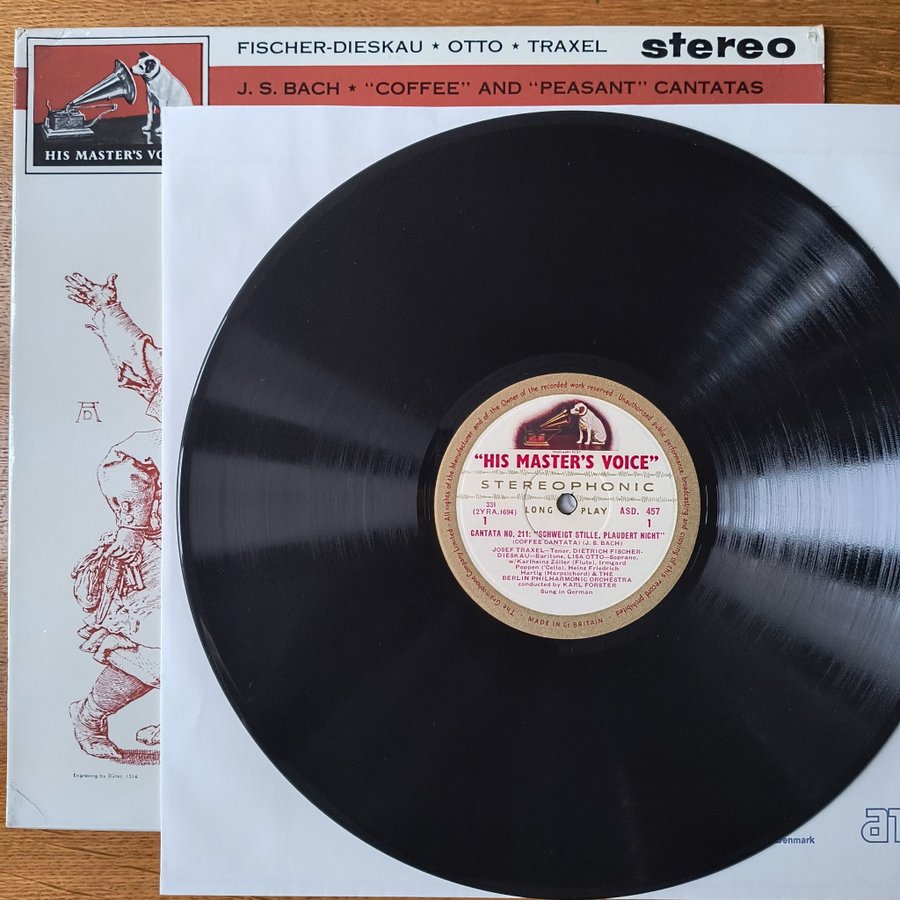 FISCHER-DIESKAU ★ OTTO ★ TRAXEL
stereo
J. S. BACH ★ "COFFEE" AND "PEASANT" CANTATAS
HIS MASTER'S VO
AD
Engraving by Dürer, 1514
"HIS MASTER'S VOICE"
STEREOPHONIC
33⅓
(2YRA.1694)
1
LONG PLAY
ASD. 457
1
CANTATA NO. 211: "SCHWEIGT STILLE, PLAUDERT NICHT"
(COFFEE CANTATA) (J. S. BACH)
JOSEF TRAXEL—Tenor, DIETRICH FISCHER-
DIESKAU—Baritone, LISA OTTO—Soprano,
w/Karlheinz Zöller (Flute), Irmgard
Poppen ('Cello), Heinz Friedrich
Hartig (Harpsichord) & THE
BERLIN PHILHARMONIC ORCHESTRA
conducted by KARL FORSTER
Sung in German
The Gramophone Company Limited. All rights of the Manufacturer and of the Owner of the recorded work reserved · Unauthorised public performance, broadcasting and copying of this record prohibited ·
MADE IN Gt BRITAIN
Denmark